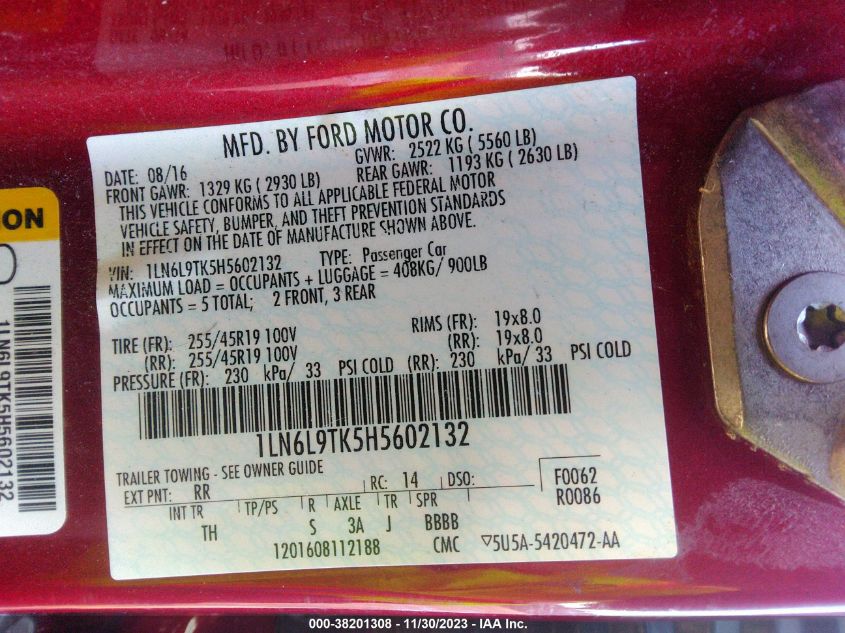 MFD. BY FORD MOTOR CO.
DATE: 08/16
GVWR: 2522 KG ( 5560 LB)
FRONT GAWR: 1329 KG ( 2930 LB)
REAR GAWR: 1193 KG ( 2630 LB)
THIS VEHICLE CONFORMS TO ALL APPLICABLE FEDERAL MOTOR
VEHICLE SAFETY, BUMPER, AND THEFT PREVENTION STANDARDS
IN EFFECT ON THE DATE OF MANUFACTURE SHOWN ABOVE.
VIN: 1LN6L9TK5H5602132 TYPE: Passenger Car
MAXIMUM LOAD = OCCUPANTS + LUGGAGE = 408KG/ 900LB
OCCUPANTS = 5 TOTAL; 2 FRONT, 3 REAR
TIRE (FR): 255/45R19 100V RIMS (FR): 19x8.0
(RR): 255/45R19 100V (RR): 19x8.0
PRESSURE (FR): 230 kPa/ 33 PSI COLD (RR): 230 kPa/ 33 PSI COLD
1LN6L9TK5H5602132
TRAILER TOWING - SEE OWNER GUIDE
EXT PNT: RR RC: 14 DSO: F0062
R0086
INT TR TP/PS R AXLE TR SPR
TH S 3A J BBBB
1201608112188 CMC ▽5U5A-5420472-AA
ION
1LN6L9TK5H5602132
000-38201308 - 11/30/2023 - IAA Inc.